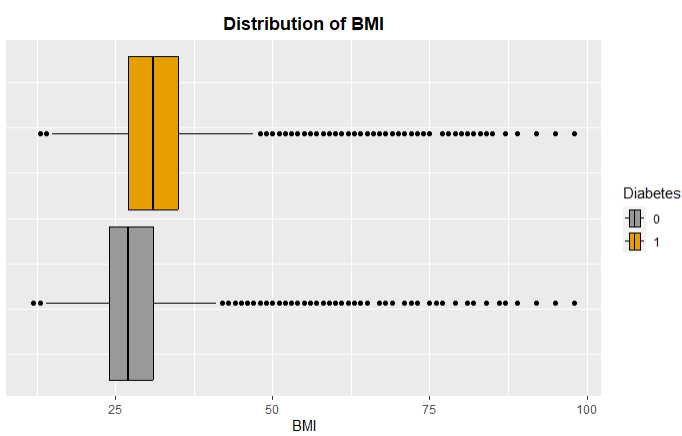 Distribution of BMI
Diabetes
0
1
25 50 75 100
BMI